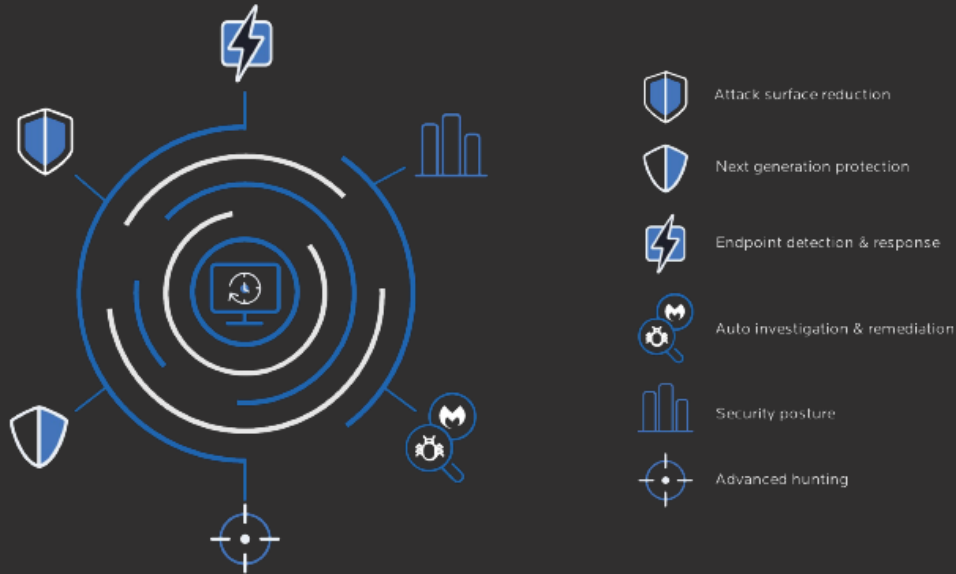 Attack surface reduction
Next generation protection
Endpoint detection & response
Auto investigation & remediation
Security posture
Advanced hunting